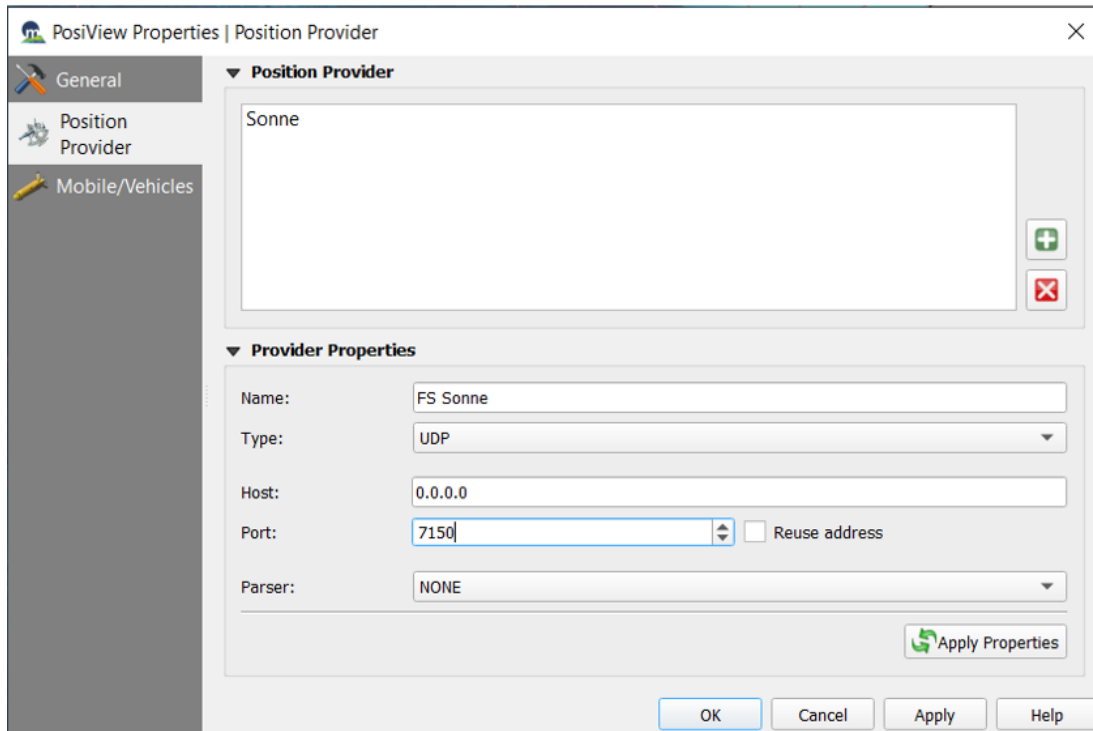 PosiView Properties | Position Provider
General
Position
Provider
Mobile/Vehicles
Position Provider
Sonne
Provider Properties
Name: FS Sonne
Type: UDP
Host: 0.0.0.0
Port: 7150 Reuse address
Parser: NONE
Apply Properties
OK Cancel Apply Help